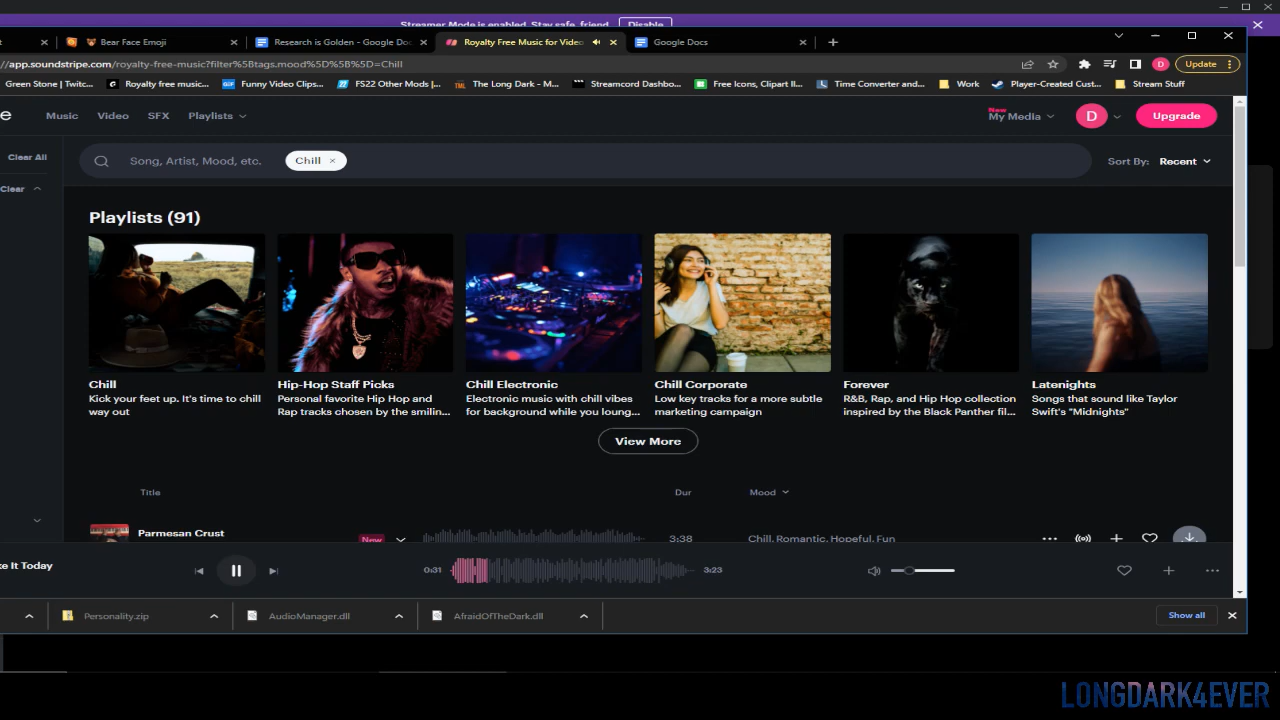 Streamer Mode is enabled. Stay safe, friend. Disable
Bear Face Emoji
Research is Golden - Google Doc
Royalty Free Music for Video
Google Docs
//app.soundstripe.com/royalty-free-music?filter%5Btags.mood%5D%5B%5D=Chill
D
Update
Green Stone | Twitc...
Royalty free music...
Funny Video Clips...
FS22 Other Mods |...
The Long Dark - M...
Streamcord Dashbo...
Free Icons, Clipart Il...
Time Converter and...
Work
Player-Created Cust...
Stream Stuff
e
Music
Video
SFX
Playlists
New
My Media
D
Upgrade
Clear All
Song, Artist, Mood, etc.
Chill ×
Sort By: Recent
Clear
Playlists (91)
Chill
Kick your feet up. It's time to chill
way out
Hip-Hop Staff Picks
Personal favorite Hip Hop and
Rap tracks chosen by the smilin...
Chill Electronic
Electronic music with chill vibes
for background while you loung...
Chill Corporate
Low key tracks for a more subtle
marketing campaign
Forever
R&B, Rap, and Hip Hop collection
inspired by the Black Panther fil...
Latenights
Songs that sound like Taylor
Swift's "Midnights"
View More
Title
Dur
Mood
Parmesan Crust
New
3:38
Chill, Romantic, Hopeful, Fun
ke It Today
0:31
3:23
Personality.zip
AudioManager.dll
AfraidOfTheDark.dll
Show all
LONGDARK4EVER